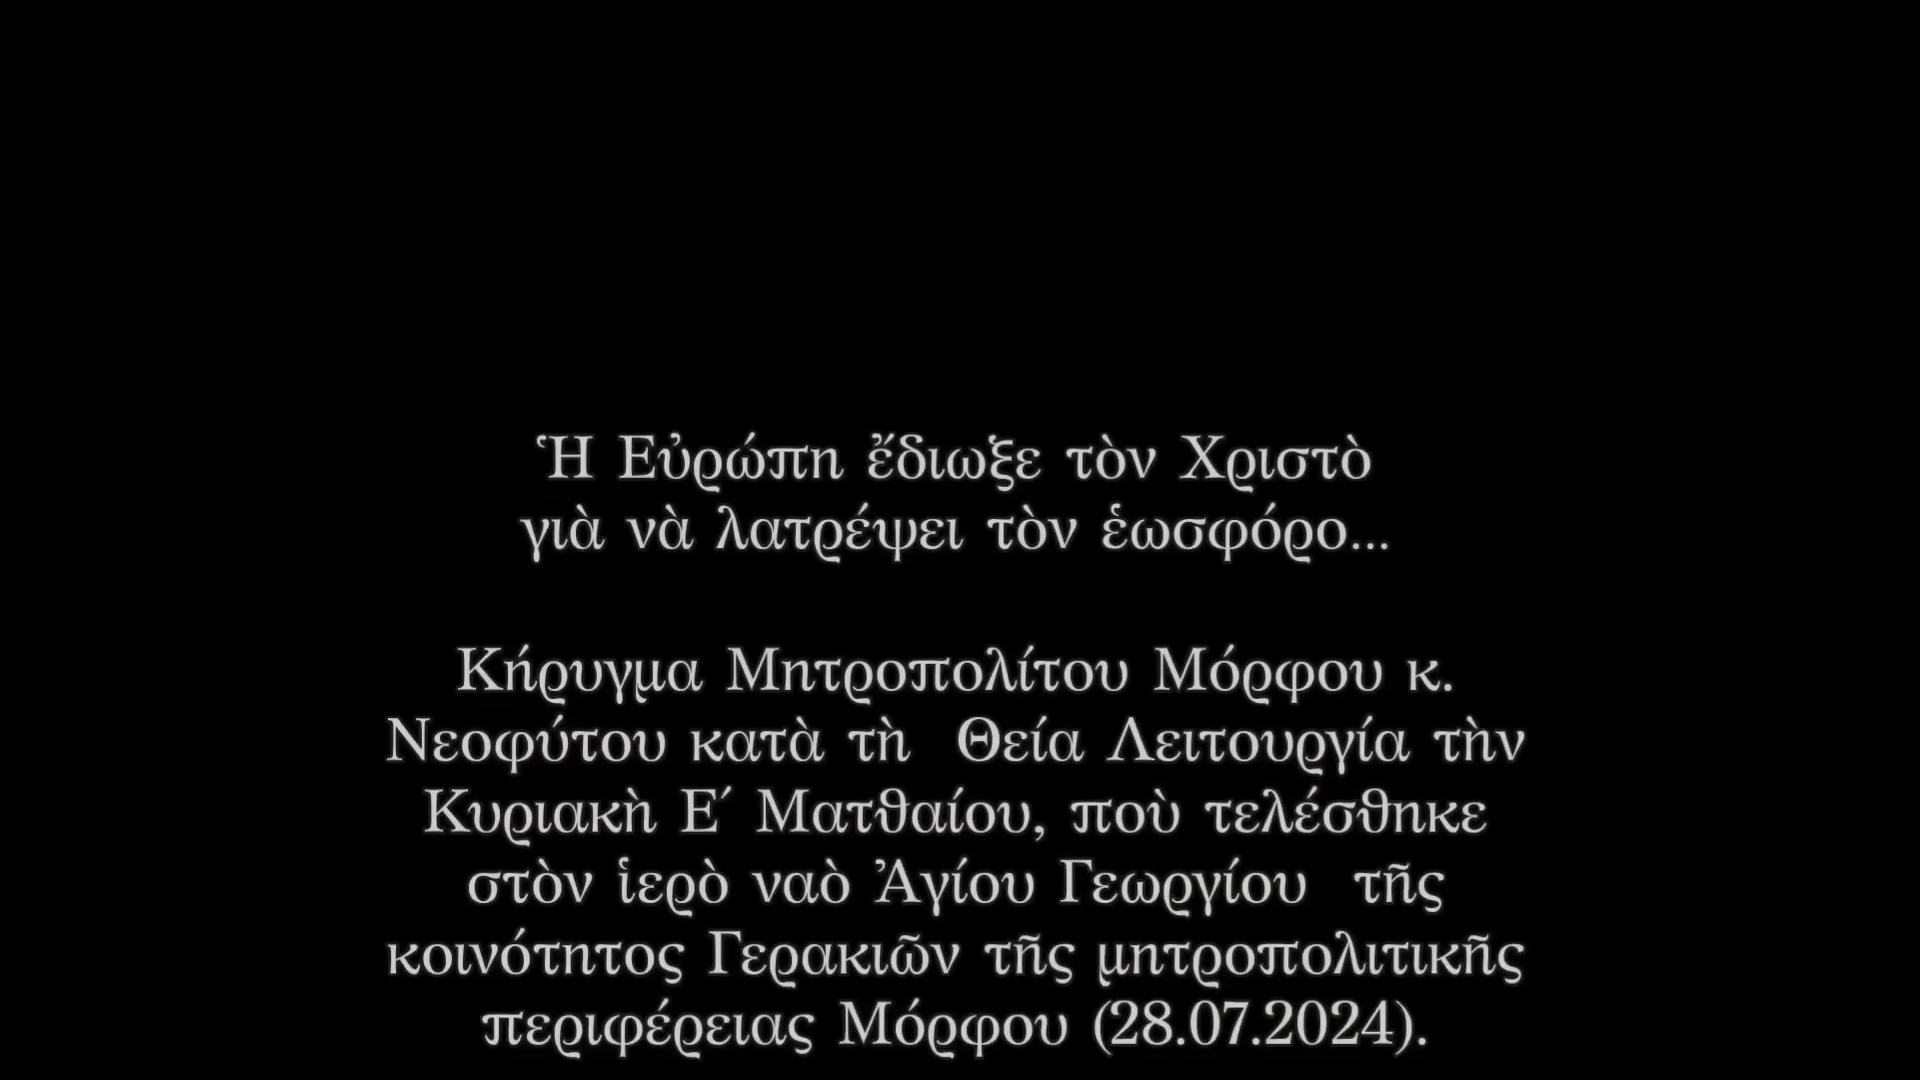 Ἡ Εὐρώπη ἔδιωξε τὸν Χριστὸ
γιὰ νὰ λατρέψει τὸν ἑωσφόρο...
Κήρυγμα Μητροπολίτου Μόρφου κ.
Νεοφύτου κατὰ τὴ Θεία Λειτουργία τὴν
Κυριακὴ Ε΄ Ματθαίου, ποὺ τελέσθηκε
στὸν ἱερὸ ναὸ Ἁγίου Γεωργίου τῆς
κοινότητος Γερακιῶν τῆς μητροπολιτικῆς
περιφέρειας Μόρφου (28.07.2024).